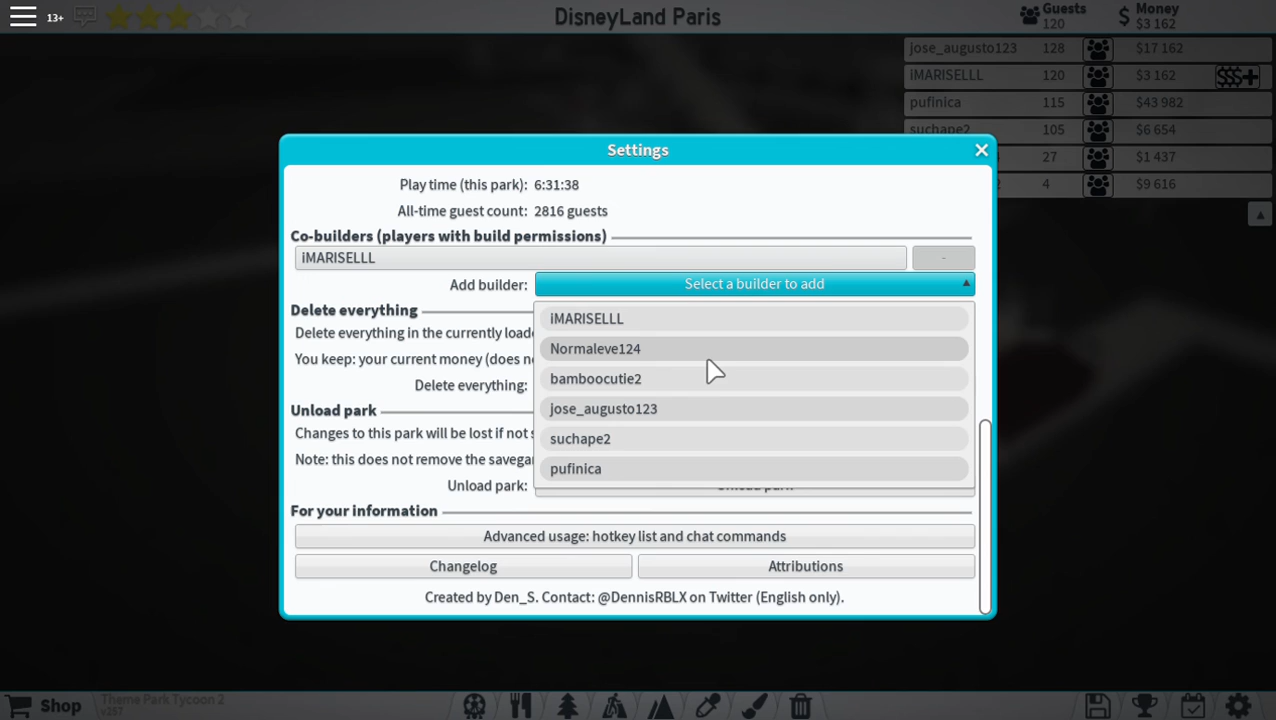 13+
DisneyLand Paris
Guests
120
Money
$3 162
jose_augusto123 128 $17 162
iMARISELLL 120 $3 162 $$$+
pufinica 115 $43 982
suchape2 105 $6 654
27 $1 437
2 4 $9 616
Settings
Play time (this park): 6:31:38
All-time guest count: 2816 guests
Co-builders (players with build permissions)
iMARISELLL -
Add builder: Select a builder to add
iMARISELLL
Normaleve124
bamboocutie2
jose_augusto123
suchape2
pufinica
Delete everything
Delete everything in the currently
You keep: your current money (does
Delete everything:
Unload park
Changes to this park will be lost if not
Note: this does not remove the
Unload park: Unload park
For your information
Advanced usage: hotkey list and chat commands
Changelog Attributions
Created by Den_S. Contact: @DennisRBLX on Twitter (English only).
Shop
Theme Park Tycoon 2
v257